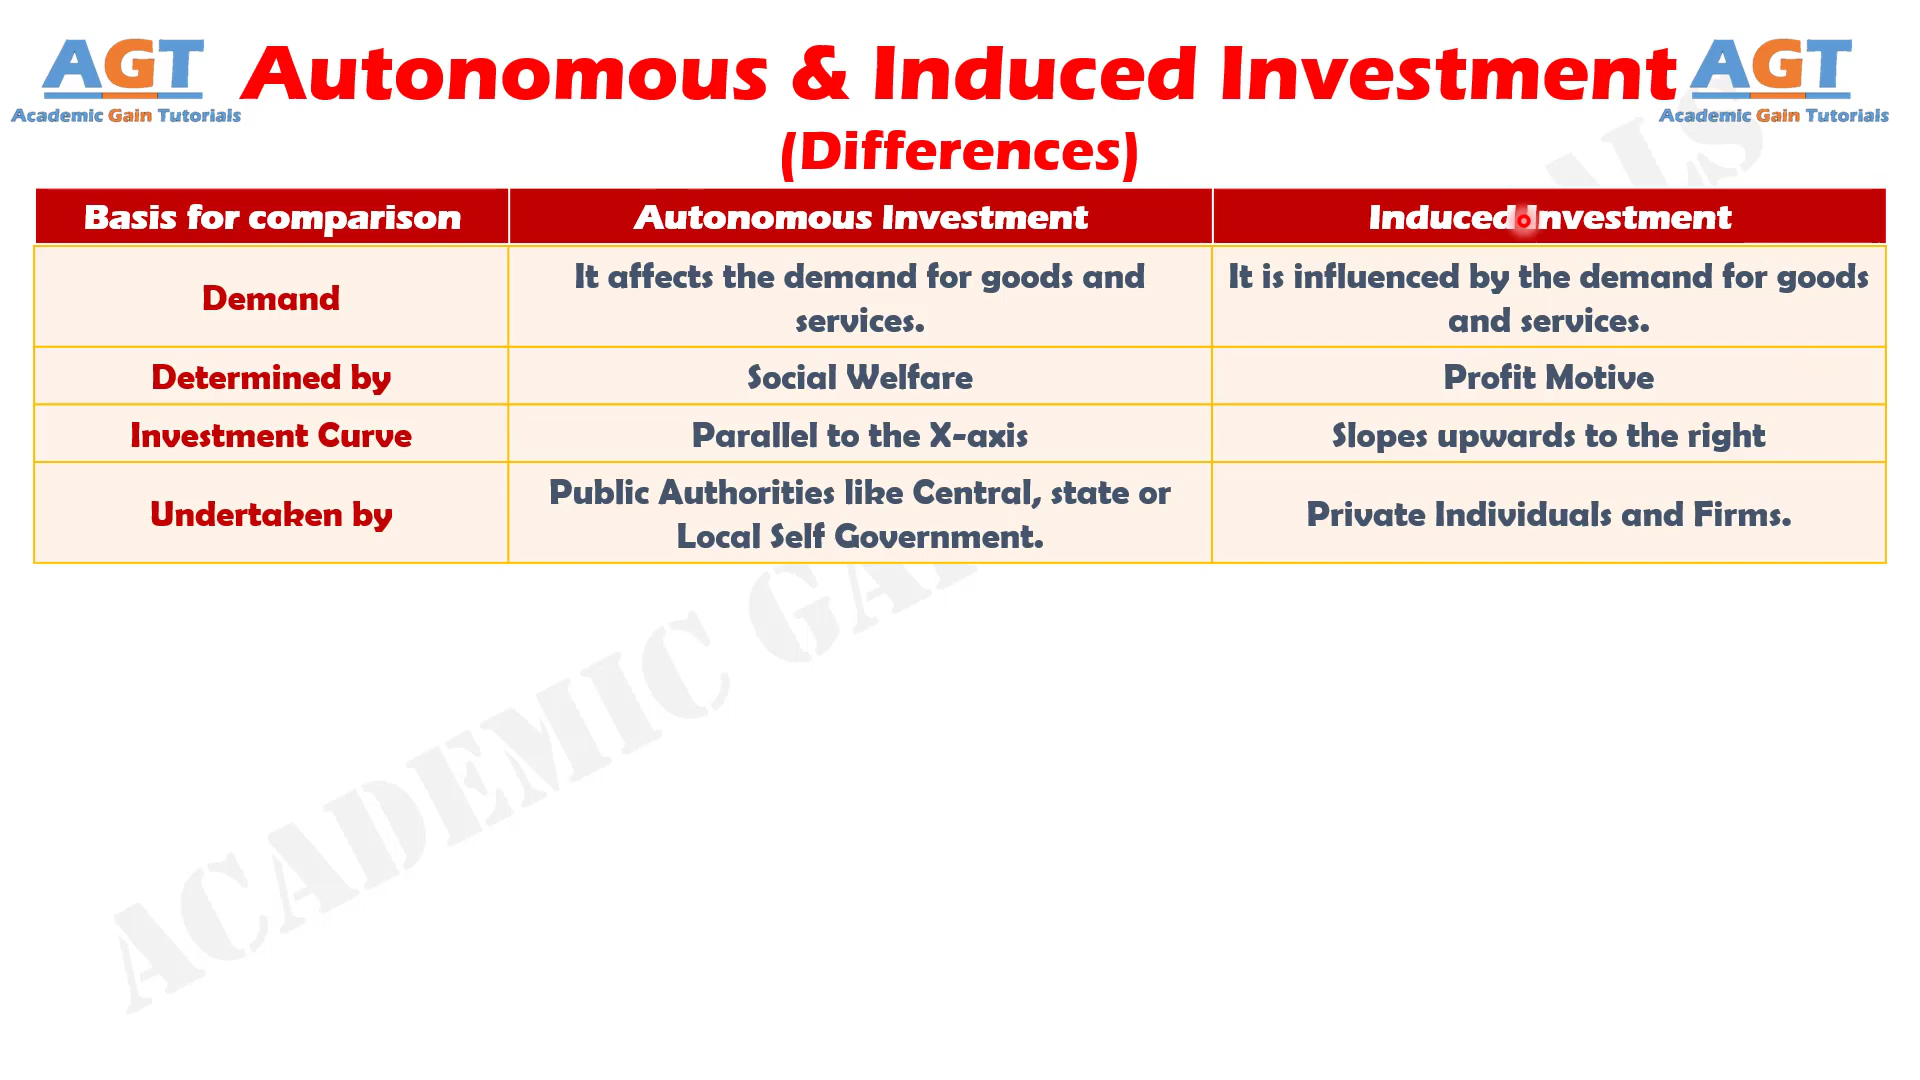 AGT
Academic Gain Tutorials
Autonomous & Induced Investment
(Differences)
AGT
Academic Gain Tutorials
Basis for comparison
Autonomous Investment
Induced Investment
Demand
It affects the demand for goods and
services.
It is influenced by the demand for goods
and services.
Determined by
Social Welfare
Profit Motive
Investment Curve
Parallel to the X-axis
Slopes upwards to the right
Undertaken by
Public Authorities like Central, state or
Local Self Government.
Private Individuals and Firms.
ACADEMIC